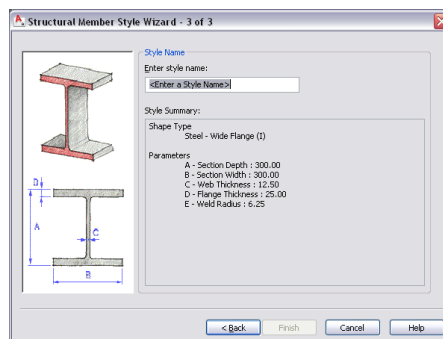 Structural Member Style Wizard - 3 of 3
Style Name
Enter style name:
<Enter a Style Name>
Style Summary:
Shape Type
Steel - Wide Flange (I)
Parameters
A - Section Depth : 300.00
B - Section Width : 300.00
C - Web Thickness : 12.50
D - Flange Thickness : 25.00
E - Weld Radius : 6.25
D
A
C
B
< Back
Finish
Cancel
Help